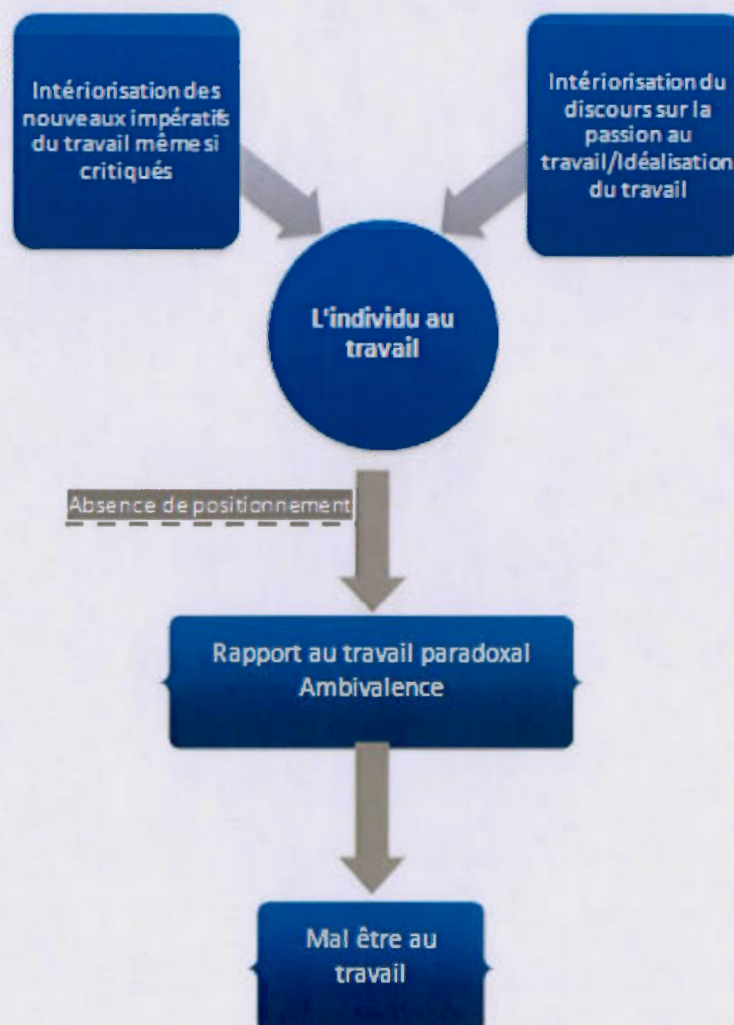 Intériorisation des
nouveaux impératifs
du travail même si
critiqués
Intériorisation du
discours sur la
passion au
travail/Idéalisation
du travail
L'individu au
travail
Absence de positionnement
Rapport au travail paradoxal
Ambivalence
Mal être au
travail